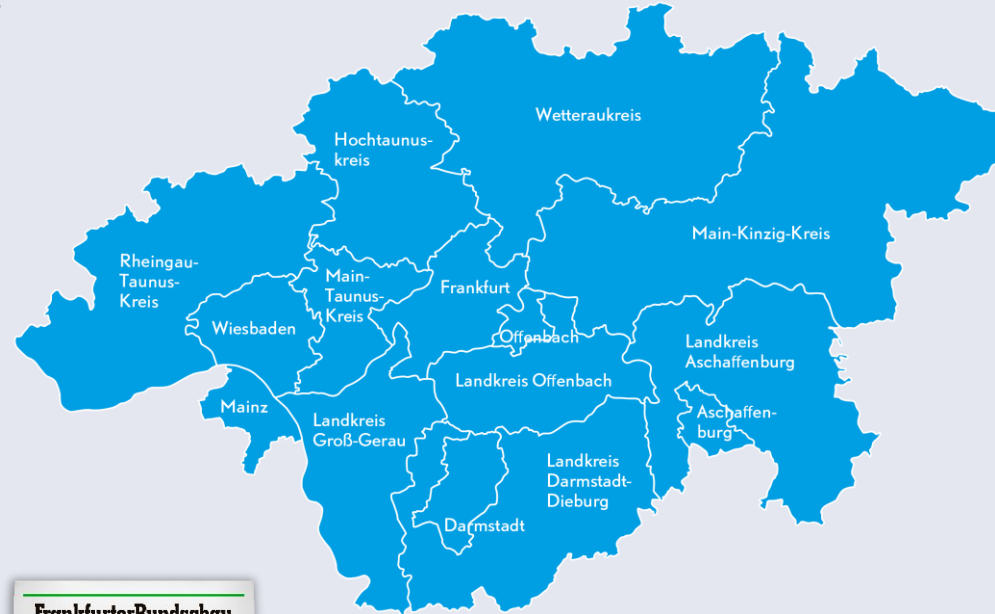 Wetteraukreis
Hochtaunus-
kreis
Main-Kinzig-Kreis
Rheingau-
Taunus-
Kreis
Main-
Taunus-
Kreis
Frankfurt
Wiesbaden
Offenbach
Landkreis
Aschaffenburg
Landkreis Offenbach
Mainz
Landkreis
Groß-Gerau
Aschaffen-
burg
Landkreis
Darmstadt-
Dieburg
Darmstadt
FrankfurterRundschau